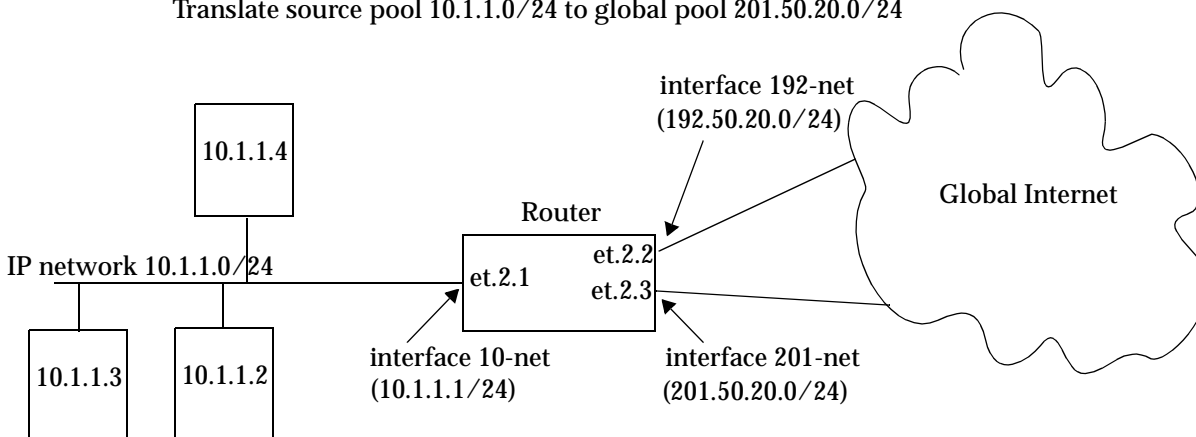 Translate source pool 10.1.1.0/24 to global pool 201.50.20.0/24
interface 192-net
(192.50.20.0/24)
10.1.1.4
Global Internet
Router
IP network 10.1.1.0/24
et.2.1
et.2.2
et.2.3
interface 10-net
(10.1.1.1/24)
interface 201-net
(201.50.20.0/24)
10.1.1.3
10.1.1.2